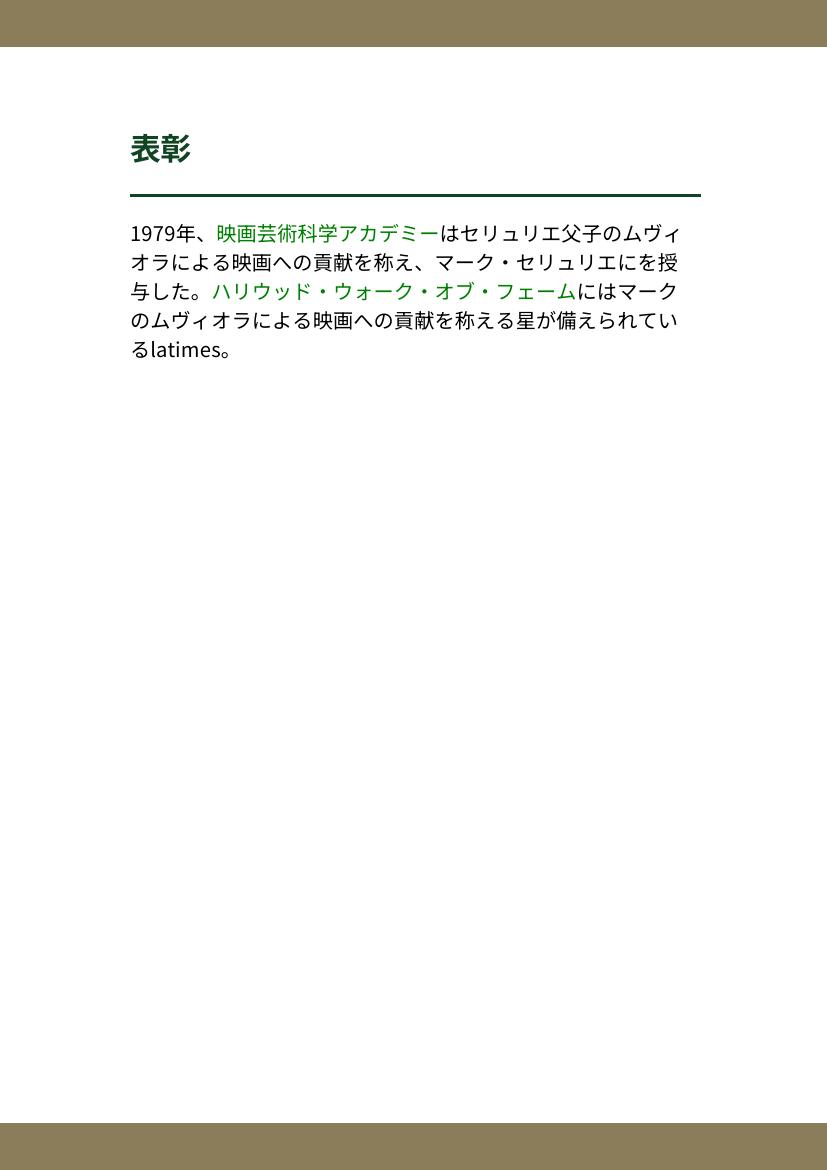 表彰
1979年、映画芸術科学アカデミーはセリュリエ父子のムヴィ
オラによる映画への貢献を称え、マーク・セリュリエにを授
与した。ハリウッド・ウォーク・オブ・フェームにはマーク
のムヴィオラによる映画への貢献を称える星が備えられてい
るlatimes。